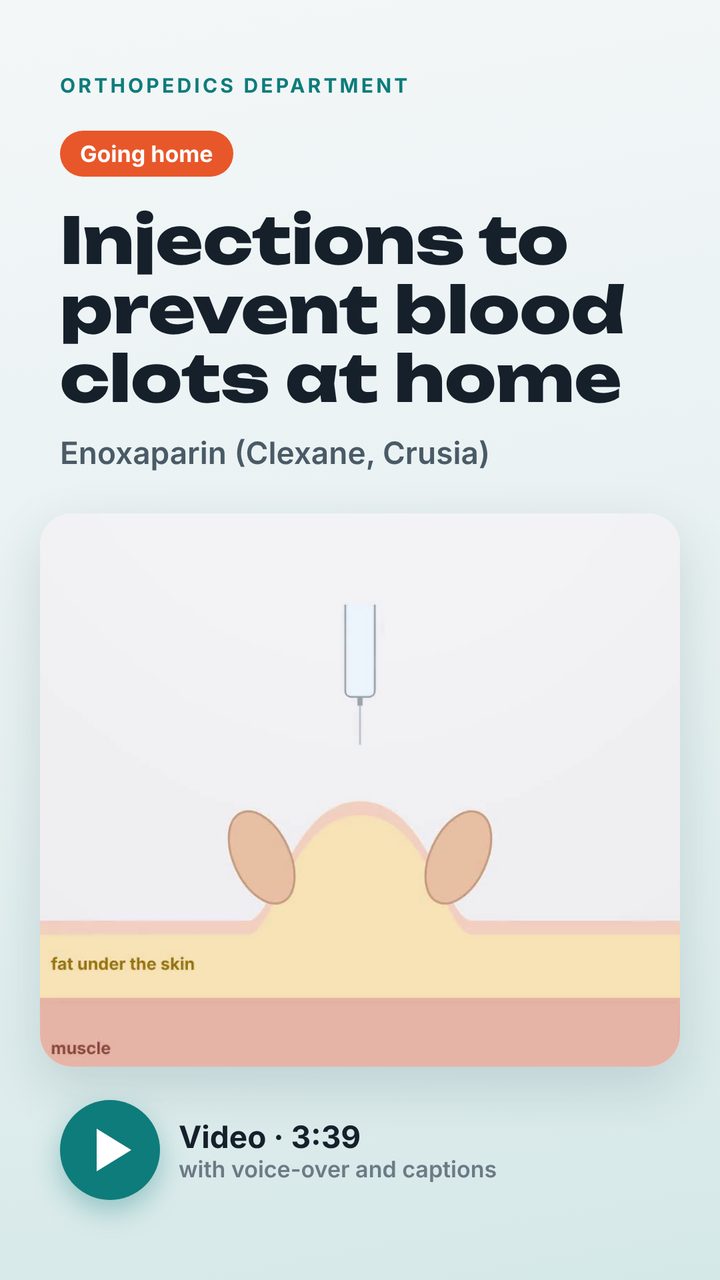 ORTHOPEDICS DEPARTMENT
Going home
Injections to
prevent blood
clots at home
Enoxaparin (Clexane, Crusia)
fat under the skin
muscle
Video · 3:39
with voice-over and captions